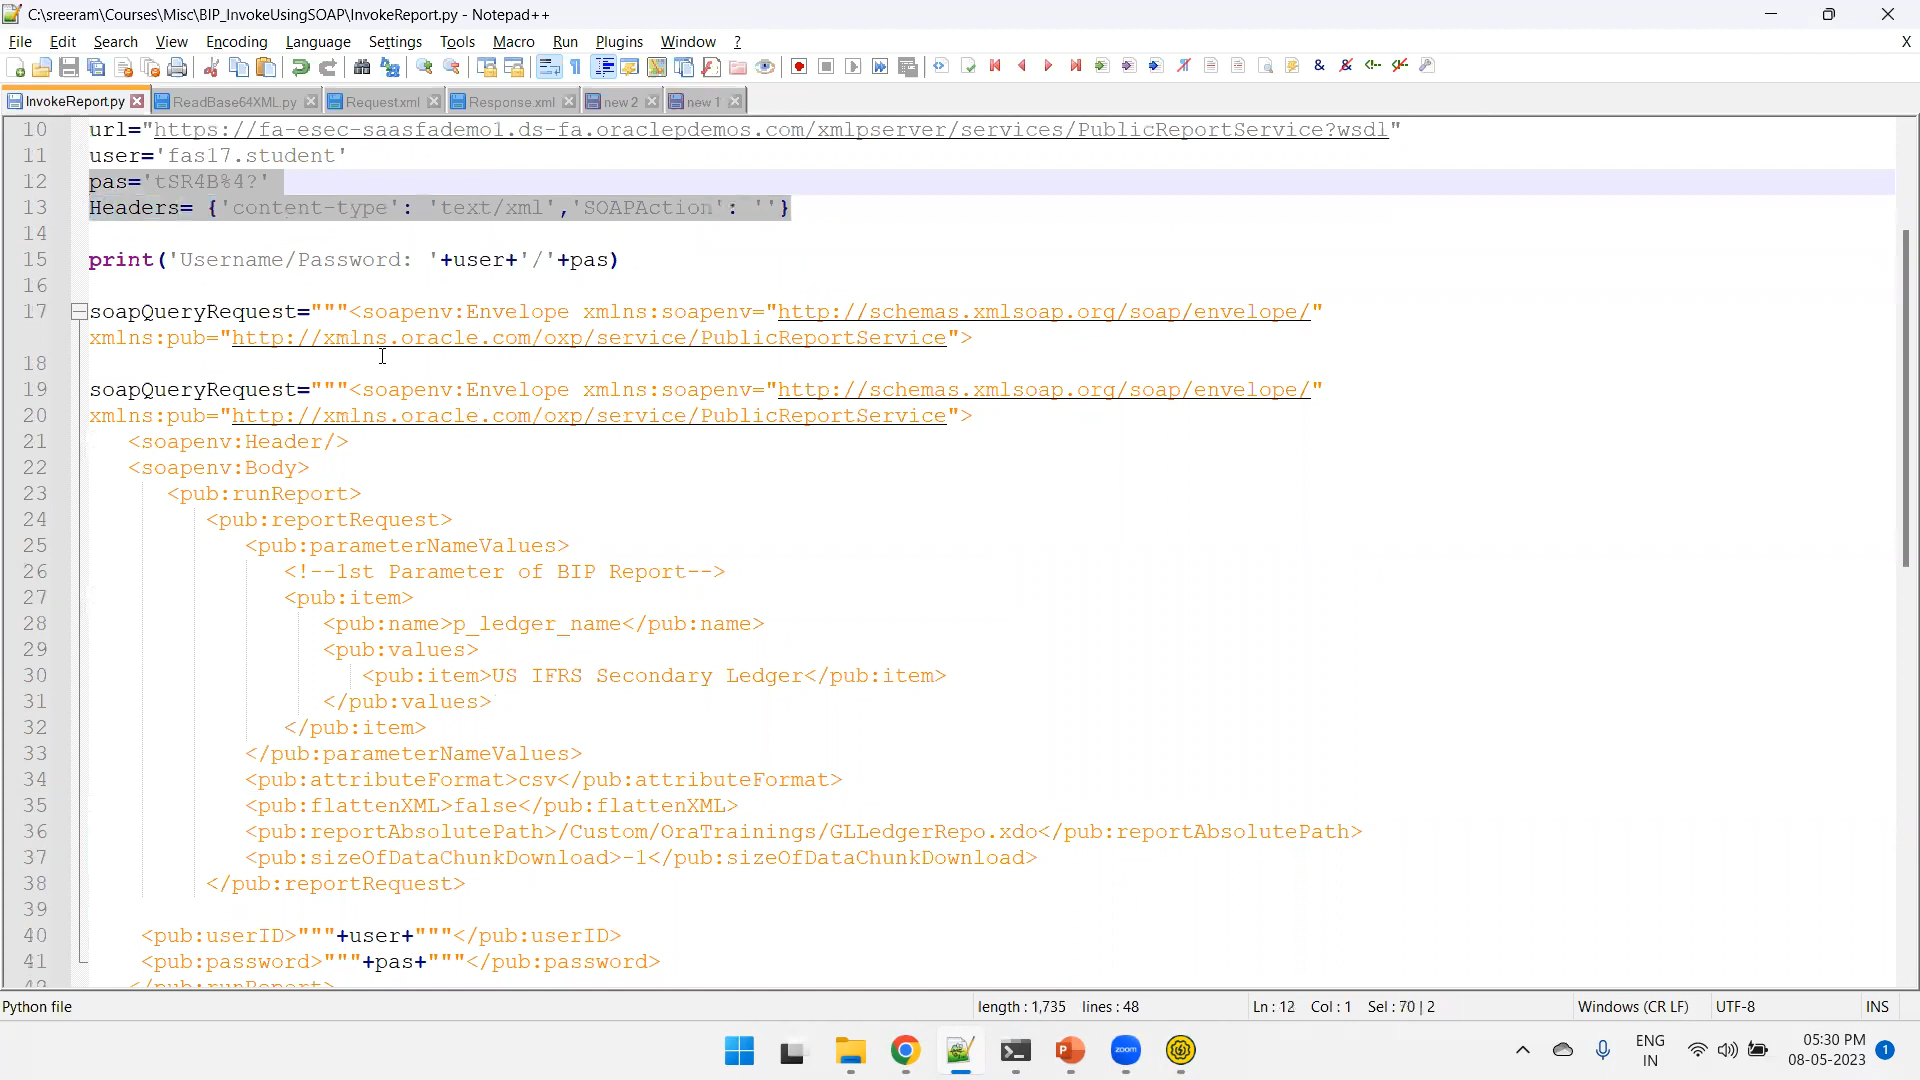 C:\sreeram\Courses\Misc\BIP_InvokeUsingSOAP\InvokeReport.py - Notepad++
File Edit Search View Encoding Language Settings Tools Macro Run Plugins Window ? X
InvokeReport.py ReadBase64XML.py Request.xml Response.xml new 2 new 1
10 url="https://fa-esec-saasfademo1.ds-fa.oraclepdemos.com/xmlpserver/services/PublicReportService?wsdl"
11 user='fas17.student'
12 pas='tSR4B%4?'
13 Headers= {'content-type': 'text/xml','SOAPAction': ''}
14
15 print('Username/Password: '+user+'/'+pas)
16
17 soapQueryRequest="""<soapenv:Envelope xmlns:soapenv="http://schemas.xmlsoap.org/soap/envelope/"
xmlns:pub="http://xmlns.oracle.com/oxp/service/PublicReportService">
18
19 soapQueryRequest="""<soapenv:Envelope xmlns:soapenv="http://schemas.xmlsoap.org/soap/envelope/"
20 xmlns:pub="http://xmlns.oracle.com/oxp/service/PublicReportService">
21 <soapenv:Header/>
22 <soapenv:Body>
23 <pub:runReport>
24 <pub:reportRequest>
25 <pub:parameterNameValues>
26 <!--1st Parameter of BIP Report-->
27 <pub:item>
28 <pub:name>p_ledger_name</pub:name>
29 <pub:values>
30 <pub:item>US IFRS Secondary Ledger</pub:item>
31 </pub:values>
32 </pub:item>
33 </pub:parameterNameValues>
34 <pub:attributeFormat>csv</pub:attributeFormat>
35 <pub:flattenXML>false</pub:flattenXML>
36 <pub:reportAbsolutePath>/Custom/OraTrainings/GLLedgerRepo.xdo</pub:reportAbsolutePath>
37 <pub:sizeOfDataChunkDownload>-1</pub:sizeOfDataChunkDownload>
38 </pub:reportRequest>
39
40 <pub:userID>"""+user+"""</pub:userID>
41 <pub:password>"""+pas+"""</pub:password>
42 </pub:runReport>
Python file length : 1,735 lines : 48 Ln : 12 Col : 1 Sel : 70 | 2 Windows (CR LF) UTF-8 INS
zoom ENG 05:30 PM
IN 08-05-2023 1